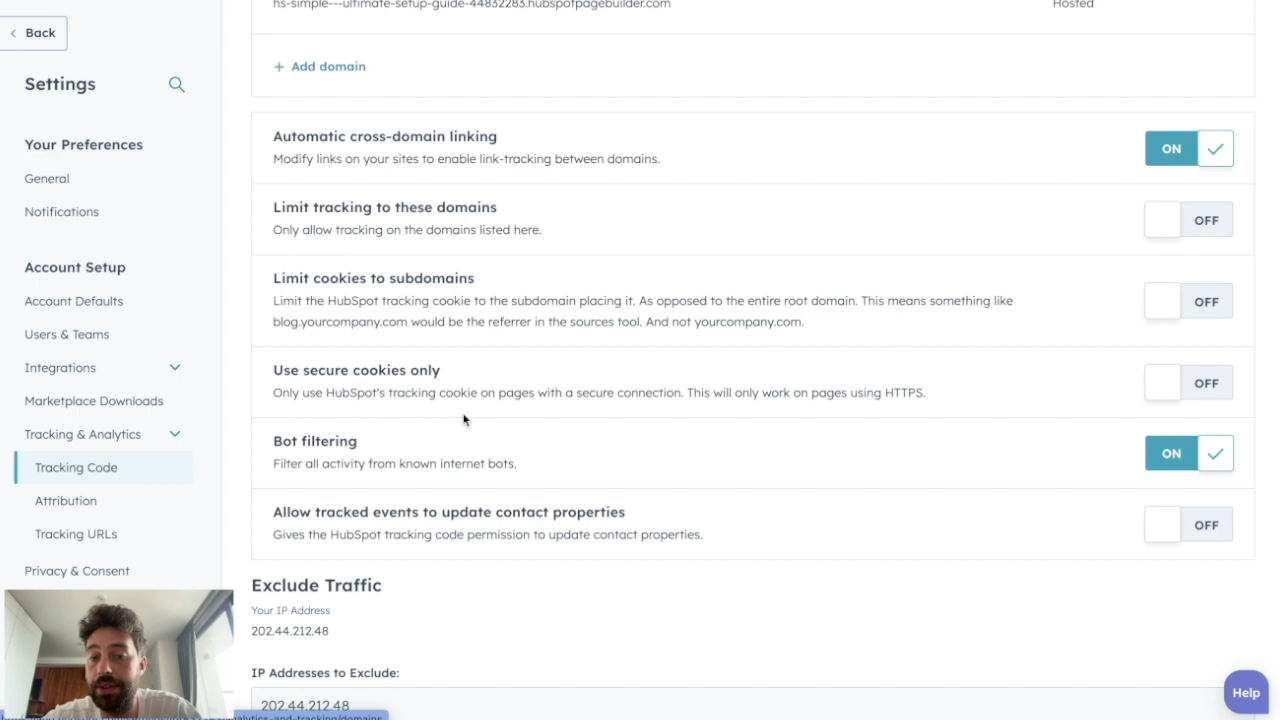 hs-simple---ultimate-setup-guide-44832283.hubspotpagebuilder.com
Hosted
Back
Add domain
Settings
Automatic cross-domain linking
Modify links on your sites to enable link-tracking between domains.
ON
Your Preferences
General
Notifications
Limit tracking to these domains
Only allow tracking on the domains listed here.
OFF
Account Setup
Account Defaults
Users & Teams
Integrations
Marketplace Downloads
Tracking & Analytics
Tracking Code
Attribution
Tracking URLs
Privacy & Consent
Limit cookies to subdomains
Limit the HubSpot tracking cookie to the subdomain placing it. As opposed to the entire root domain. This means something like
blog.yourcompany.com would be the referrer in the sources tool. And not yourcompany.com.
OFF
Use secure cookies only
Only use HubSpot's tracking cookie on pages with a secure connection. This will only work on pages using HTTPS.
OFF
Bot filtering
Filter all activity from known internet bots.
ON
Allow tracked events to update contact properties
Gives the HubSpot tracking code permission to update contact properties.
OFF
Exclude Traffic
Your IP Address
202.44.212.48
IP Addresses to Exclude:
202.44.212.48
Help